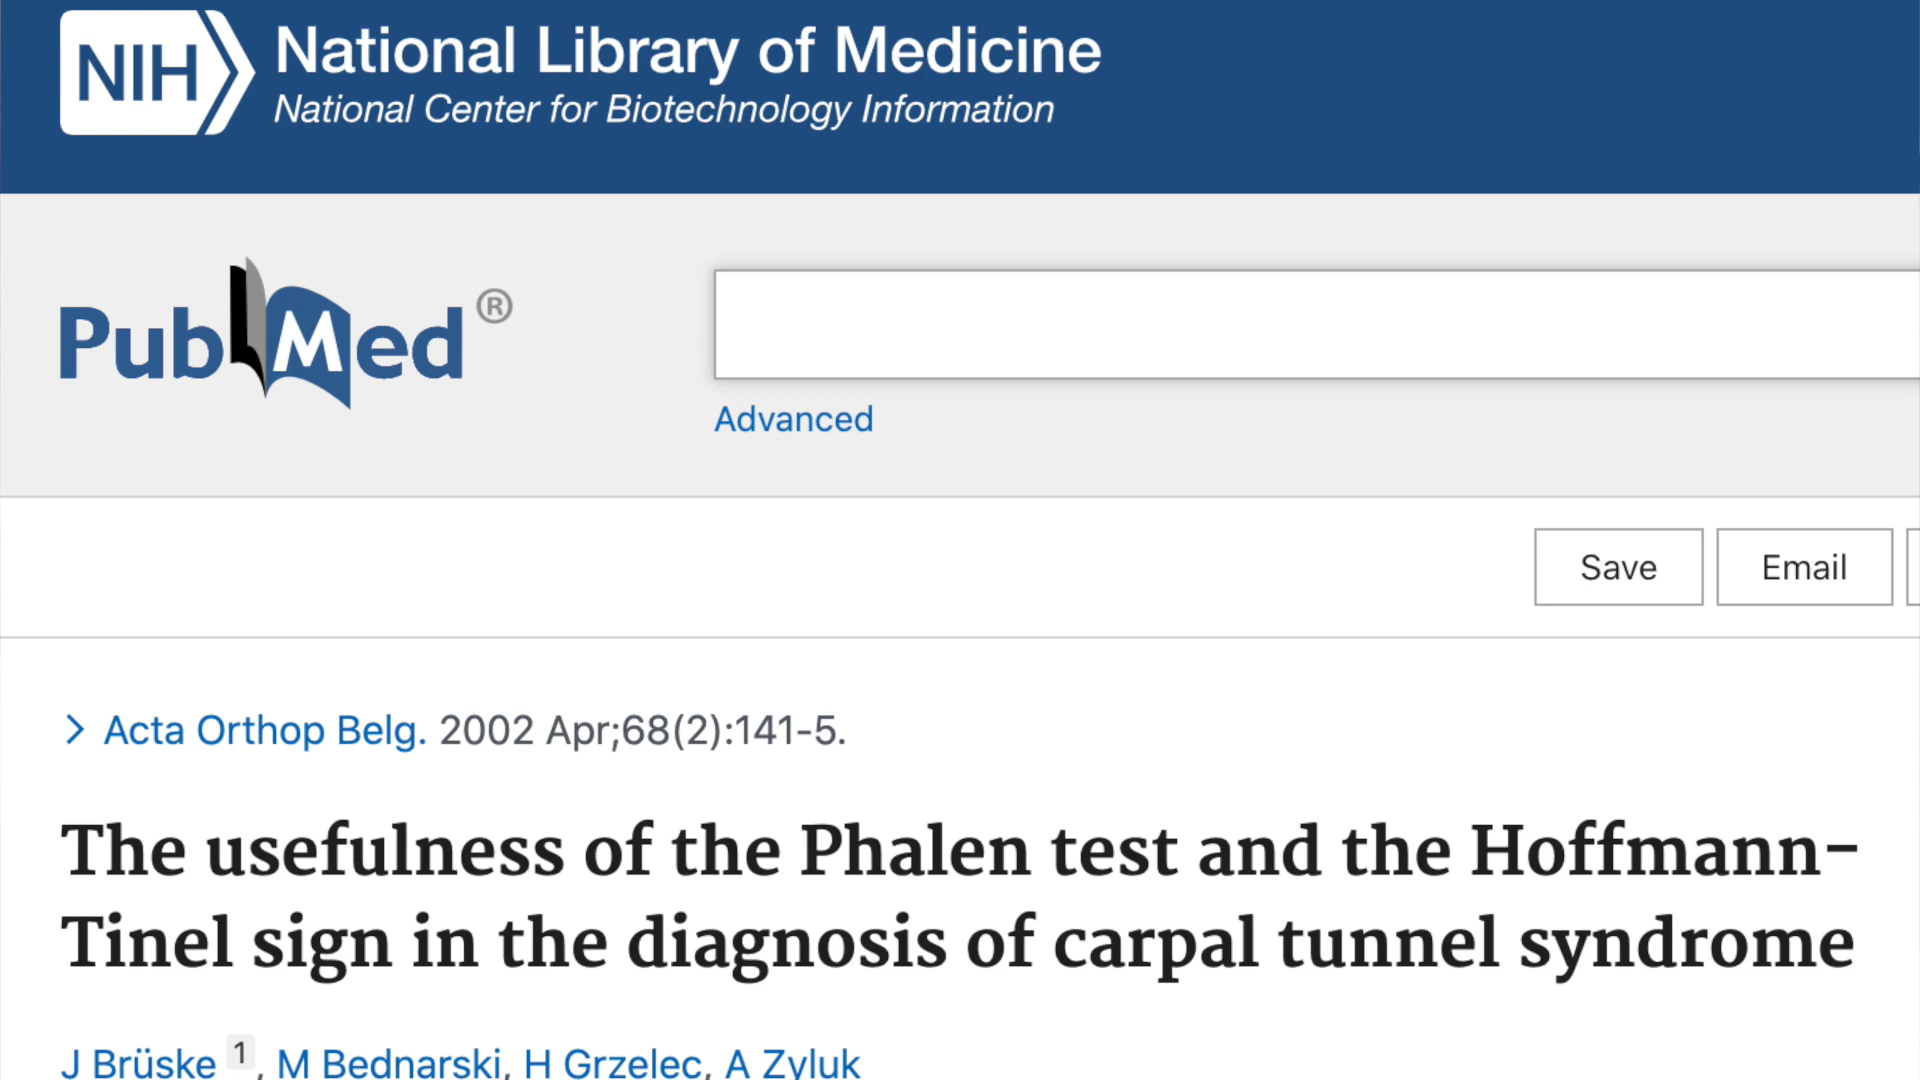 NIH National Library of Medicine
National Center for Biotechnology Information
PubMed®
Advanced
Save Email
Acta Orthop Belg. 2002 Apr;68(2):141-5.
The usefulness of the Phalen test and the Hoffmann-
Tinel sign in the diagnosis of carpal tunnel syndrome
J Brüske 1, M Bednarski, H Grzelec, A Zyluk